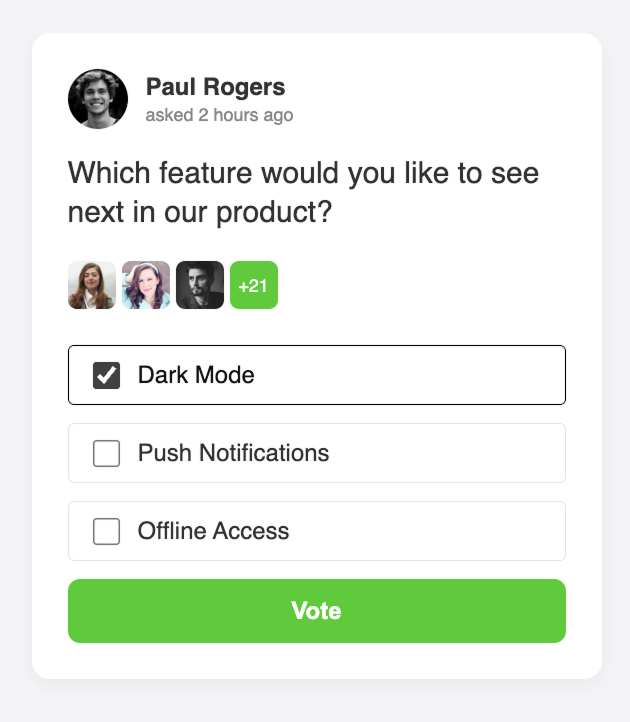 Paul Rogers
asked 2 hours ago
Which feature would you like to see
next in our product?
+21
Dark Mode
Push Notifications
Offline Access
Vote